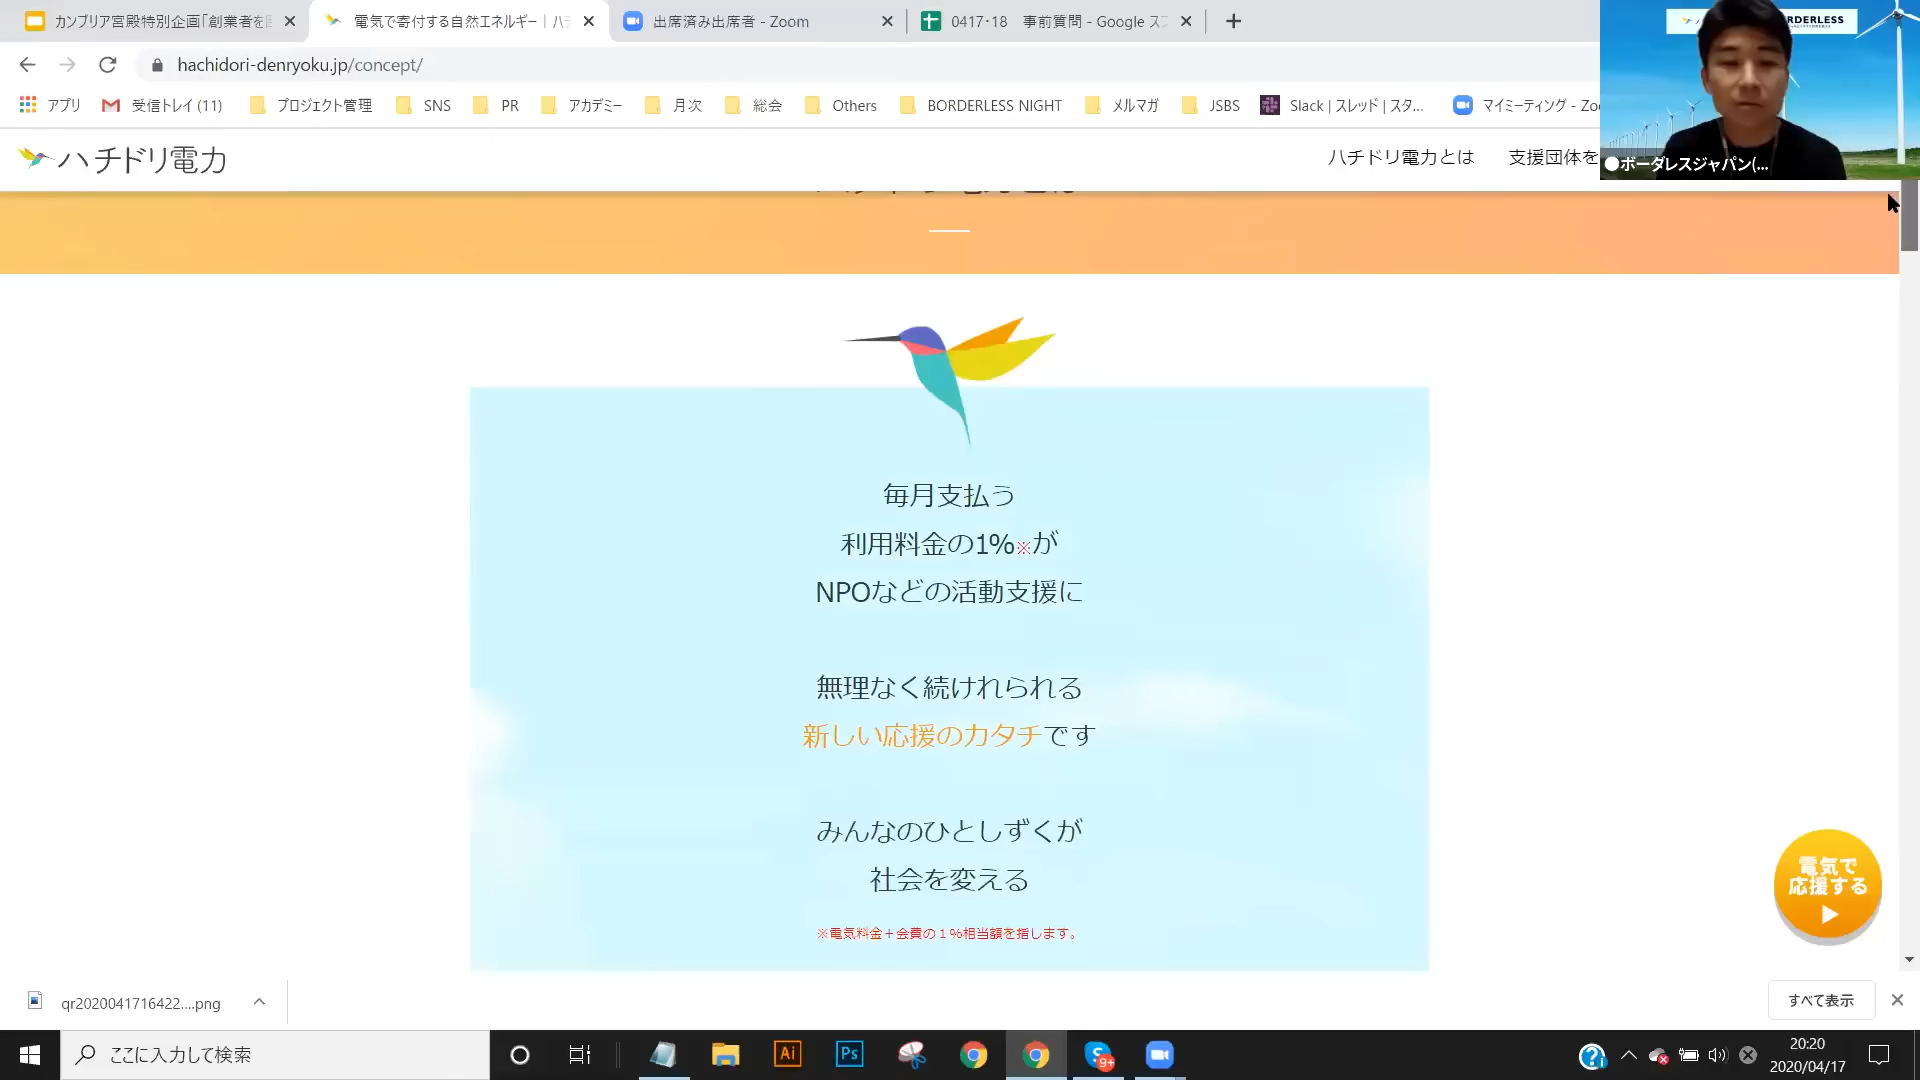 カンブリア宮殿特別企画「創業者を
電気で寄付する自然エネルギー｜ハチ
出席済み出席者 - Zoom
0417･18　事前質問 - Google ス
hachidori-denryoku.jp/concept/
アプリ
受信トレイ (11)
プロジェクト管理
SNS
PR
アカデミー
月次
総会
Others
BORDERLESS NIGHT
メルマガ
JSBS
Slack | スレッド | スタ...
マイミーティング - Zo
RDERLESS
ボーダレスジャパン(...
ハチドリ電力
ハチドリ電力とは
支援団体を
毎月支払う
利用料金の1%※が
NPOなどの活動支援に
無理なく続けれられる
新しい応援のカタチです
みんなのひとしずくが
社会を変える
※電気料金＋会費の１%相当額を指します。
電気で
応援する
qr2020041716422....png
すべて表示
ここに入力して検索
Ai
Ps
9+
20:20
2020/04/17